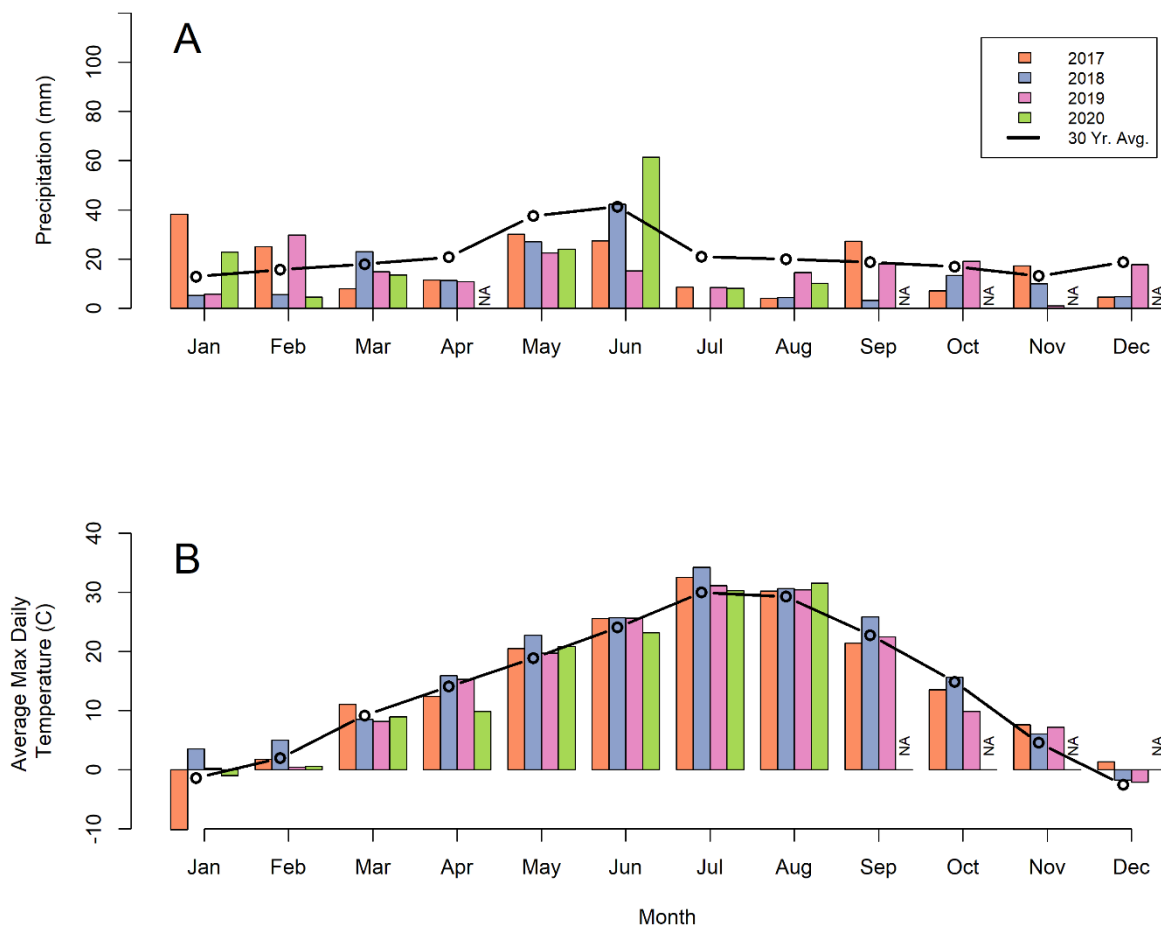 A
Precipitation (mm)
100
80
60
40
20
0
2017
2018
2019
2020
30 Yr. Avg.
NA
NA
NA
NA
NA
Jan Feb Mar Apr May Jun Jul Aug Sep Oct Nov Dec
B
Average Max Daily
Temperature (C)
40
30
20
10
0
-10
NA
NA
NA
NA
Jan Feb Mar Apr May Jun Jul Aug Sep Oct Nov Dec
Month